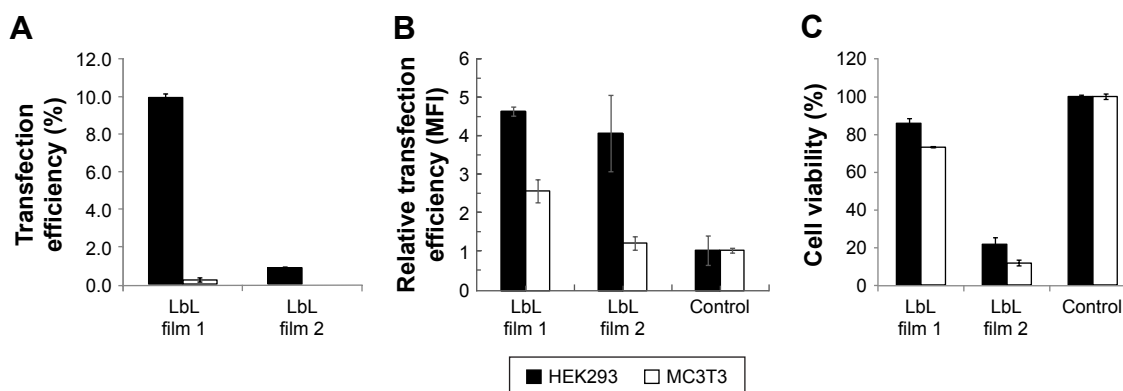 A
Transfection
efficiency (%)
12.0
10.0
8.0
6.0
4.0
2.0
0.0
LbL
film 1
LbL
film 2
B
Relative transfection
efficiency (MFI)
6
5
4
3
2
1
0
LbL
film 1
LbL
film 2
Control
C
Cell viability (%)
120
100
80
60
40
20
0
LbL
film 1
LbL
film 2
Control
HEK293
MC3T3